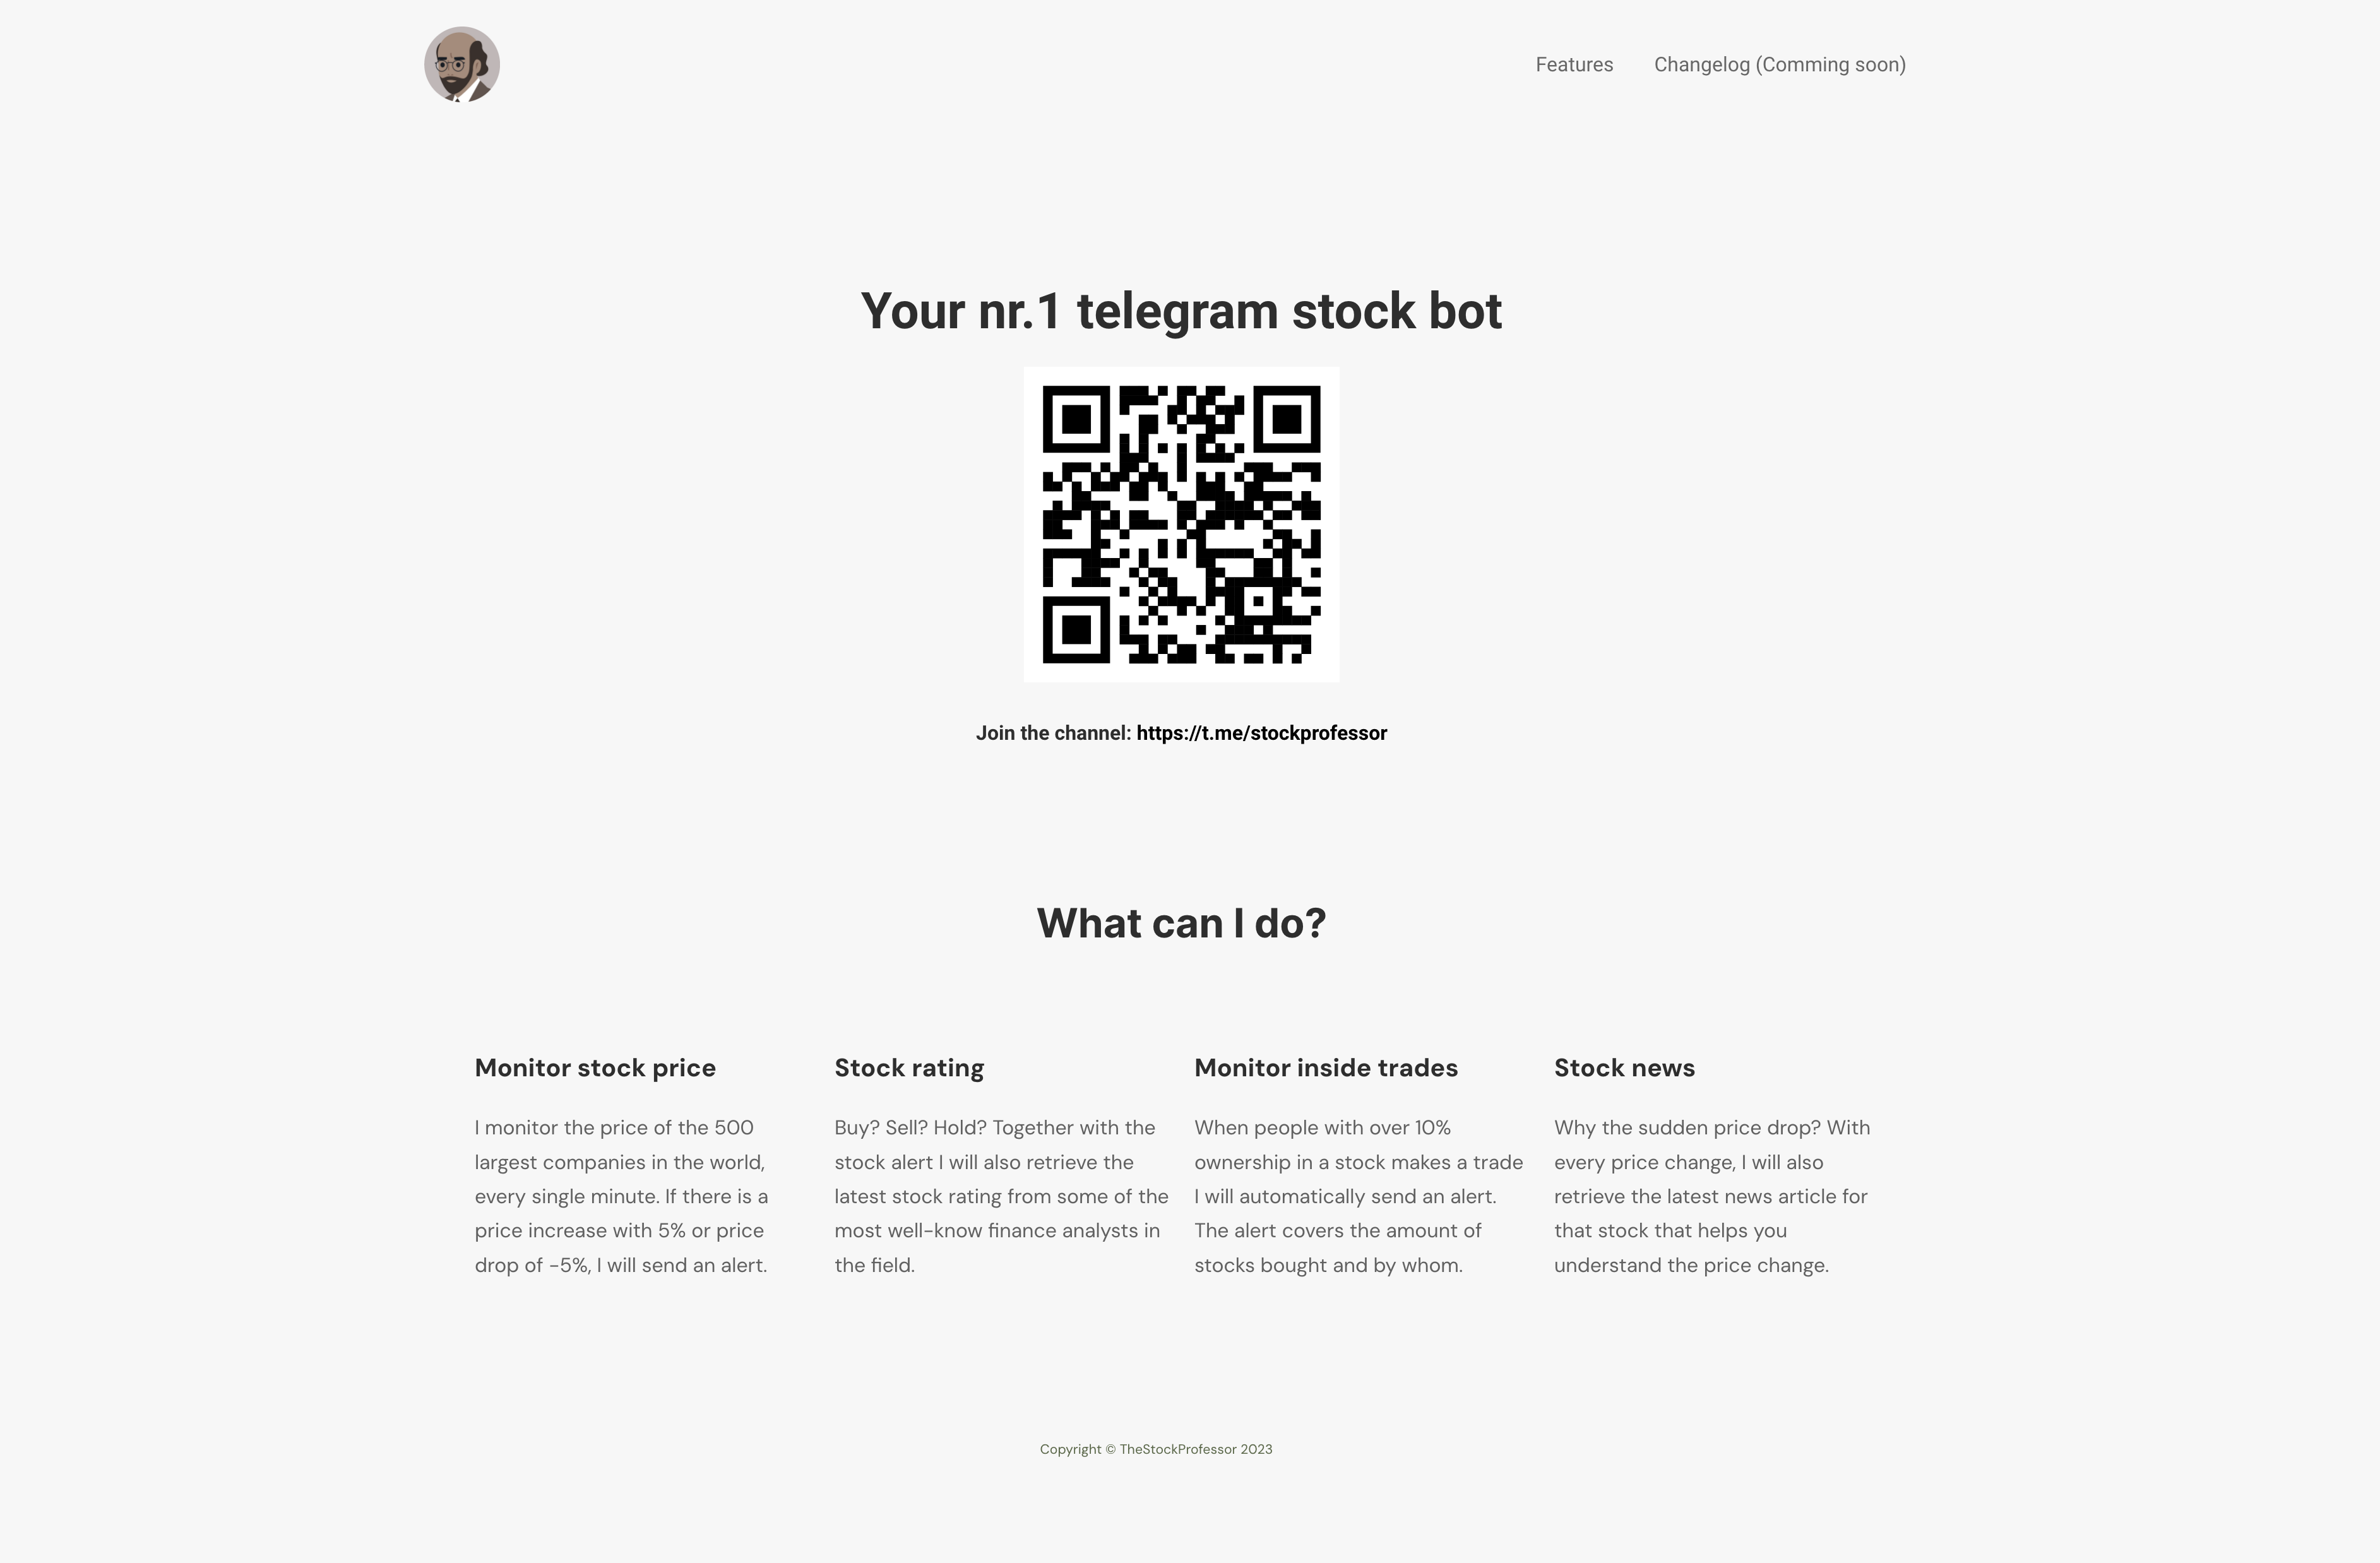 Features
Changelog (Comming soon)
Your nr.1 telegram stock bot
Join the channel: https://t.me/stockprofessor
What can I do?
Monitor stock price
I monitor the price of the 500
largest companies in the world,
every single minute. If there is a
price increase with 5% or price
drop of -5%, I will send an alert.
Stock rating
Buy? Sell? Hold? Together with the
stock alert I will also retrieve the
latest stock rating from some of the
most well-know finance analysts in
the field.
Monitor inside trades
When people with over 10%
ownership in a stock makes a trade
I will automatically send an alert.
The alert covers the amount of
stocks bought and by whom.
Stock news
Why the sudden price drop? With
every price change, I will also
retrieve the latest news article for
that stock that helps you
understand the price change.
Copyright © TheStockProfessor 2023